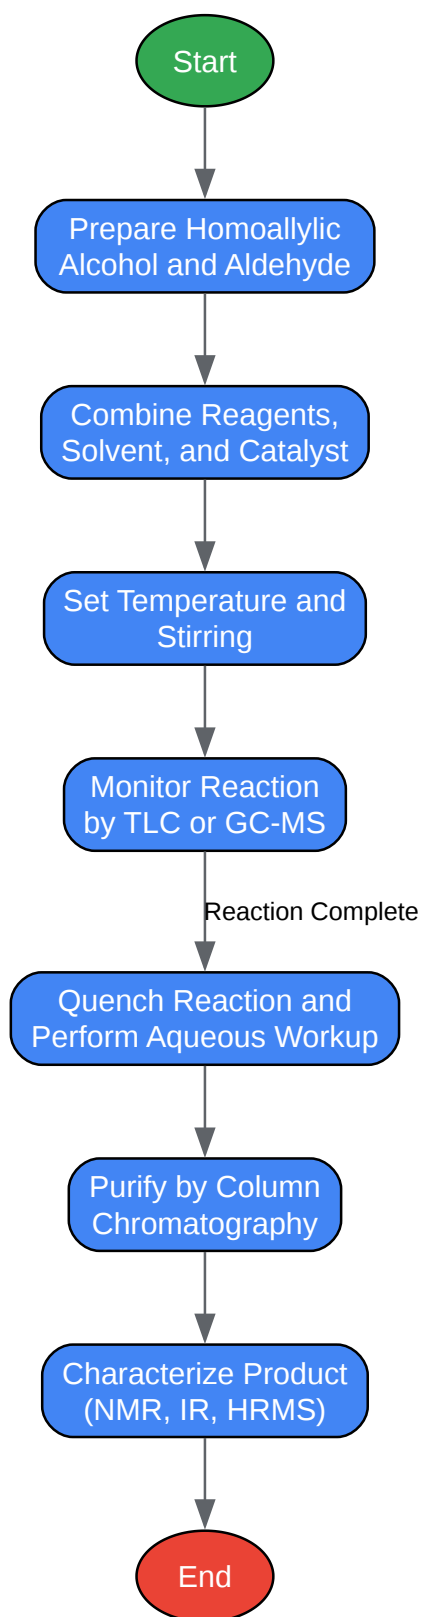 Start
Prepare Homoallylic
Alcohol and Aldehyde
Combine Reagents,
Solvent, and Catalyst
Set Temperature and
Stirring
Monitor Reaction
by TLC or GC-MS
Reaction Complete
Quench Reaction and
Perform Aqueous Workup
Purify by Column
Chromatography
Characterize Product
(NMR, IR, HRMS)
End